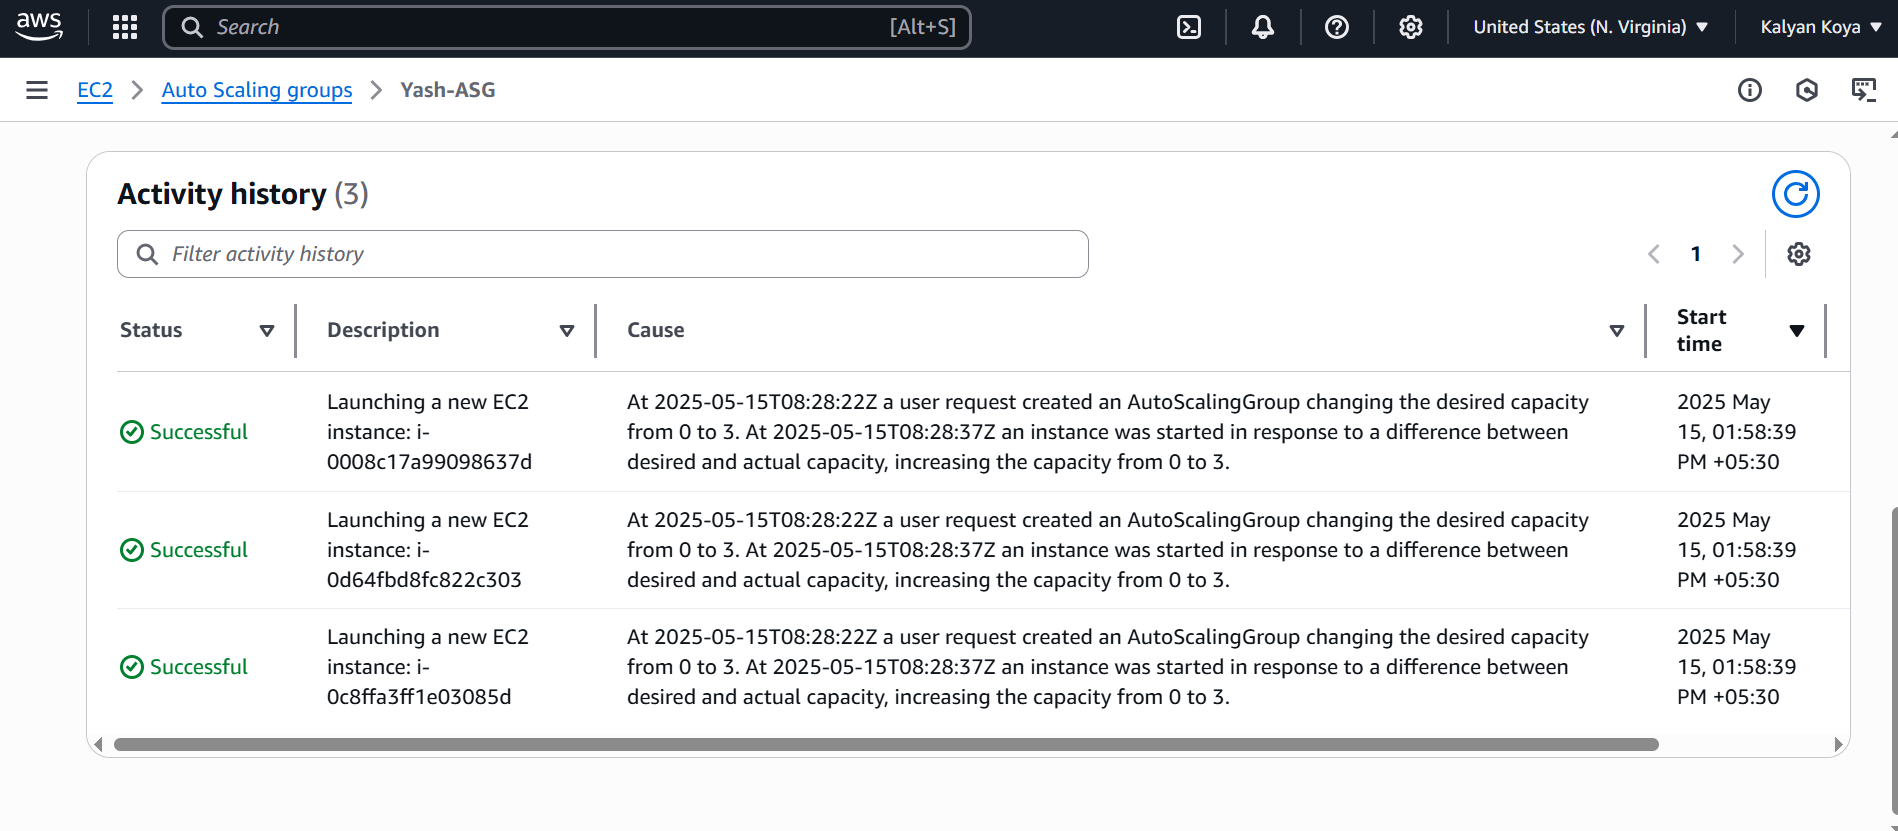 aws
Search [Alt+S]
United States (N. Virginia)
Kalyan Koya
EC2
Auto Scaling groups
Yash-ASG
Activity history (3)
Filter activity history
1
Status
Description
Cause
Start
time
Successful
Launching a new EC2
instance: i-
0008c17a99098637d
At 2025-05-15T08:28:22Z a user request created an AutoScalingGroup changing the desired capacity
from 0 to 3. At 2025-05-15T08:28:37Z an instance was started in response to a difference between
desired and actual capacity, increasing the capacity from 0 to 3.
2025 May
15, 01:58:39
PM +05:30
Successful
Launching a new EC2
instance: i-
0d64fbd8fc822c303
At 2025-05-15T08:28:22Z a user request created an AutoScalingGroup changing the desired capacity
from 0 to 3. At 2025-05-15T08:28:37Z an instance was started in response to a difference between
desired and actual capacity, increasing the capacity from 0 to 3.
2025 May
15, 01:58:39
PM +05:30
Successful
Launching a new EC2
instance: i-
0c8ffa3ff1e03085d
At 2025-05-15T08:28:22Z a user request created an AutoScalingGroup changing the desired capacity
from 0 to 3. At 2025-05-15T08:28:37Z an instance was started in response to a difference between
desired and actual capacity, increasing the capacity from 0 to 3.
2025 May
15, 01:58:39
PM +05:30